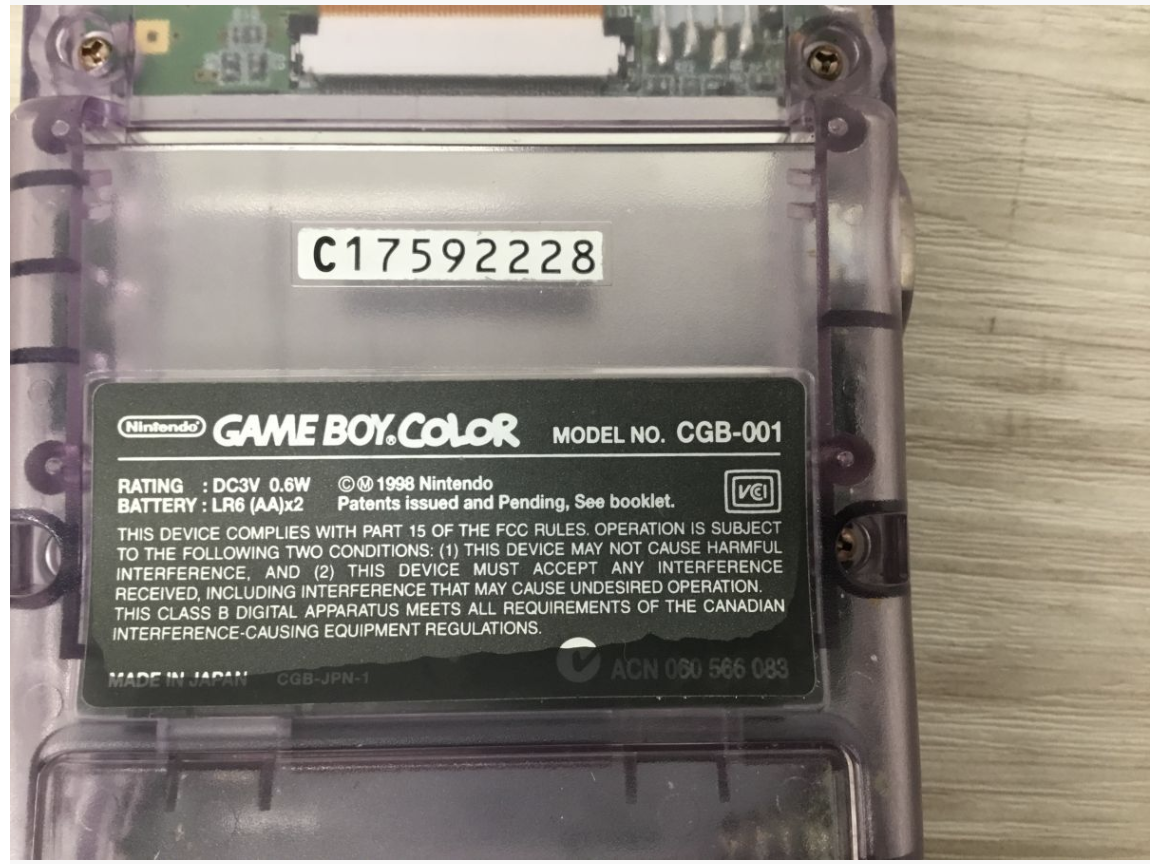 C17592228
Nintendo GAME BOY COLOR MODEL NO. CGB-001
RATING : DC3V 0.6W ©Ⓜ1998 Nintendo
BATTERY : LR6 (AA)x2 Patents issued and Pending, See booklet.
VCI
THIS DEVICE COMPLIES WITH PART 15 OF THE FCC RULES. OPERATION IS SUBJECT
TO THE FOLLOWING TWO CONDITIONS: (1) THIS DEVICE MAY NOT CAUSE HARMFUL
INTERFERENCE, AND (2) THIS DEVICE MUST ACCEPT ANY INTERFERENCE
RECEIVED, INCLUDING INTERFERENCE THAT MAY CAUSE UNDESIRED OPERATION.
THIS CLASS B DIGITAL APPARATUS MEETS ALL REQUIREMENTS OF THE CANADIAN
INTERFERENCE-CAUSING EQUIPMENT REGULATIONS.
MADE IN JAPAN CGB-JPN-1 ACN 060 566 083